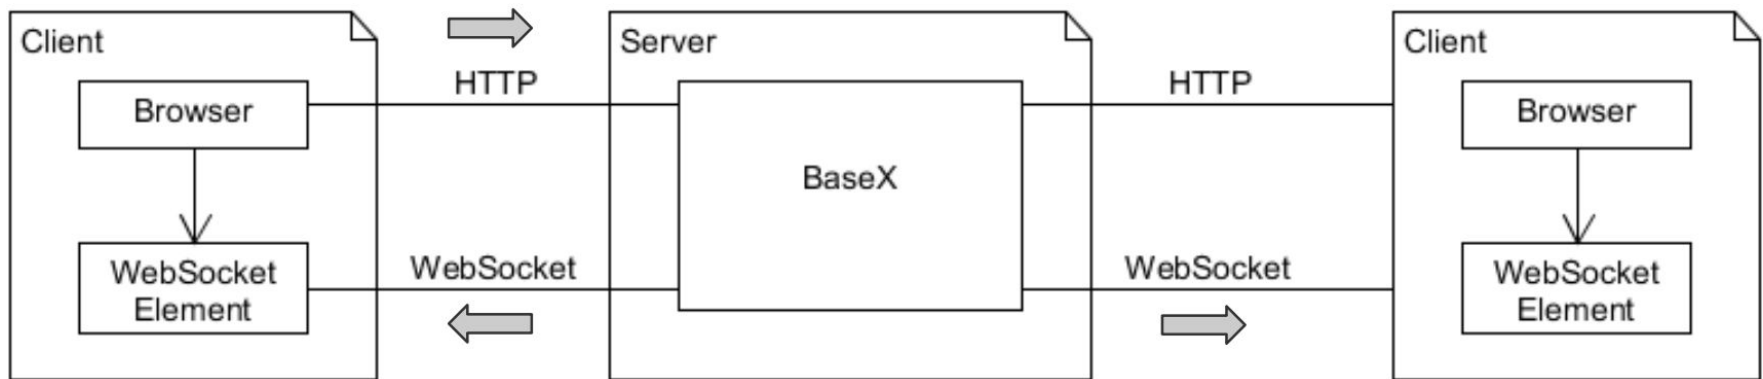 Client
Server
Client
HTTP
HTTP
Browser
BaseX
Browser
WebSocket
Element
WebSocket
WebSocket
WebSocket
Element